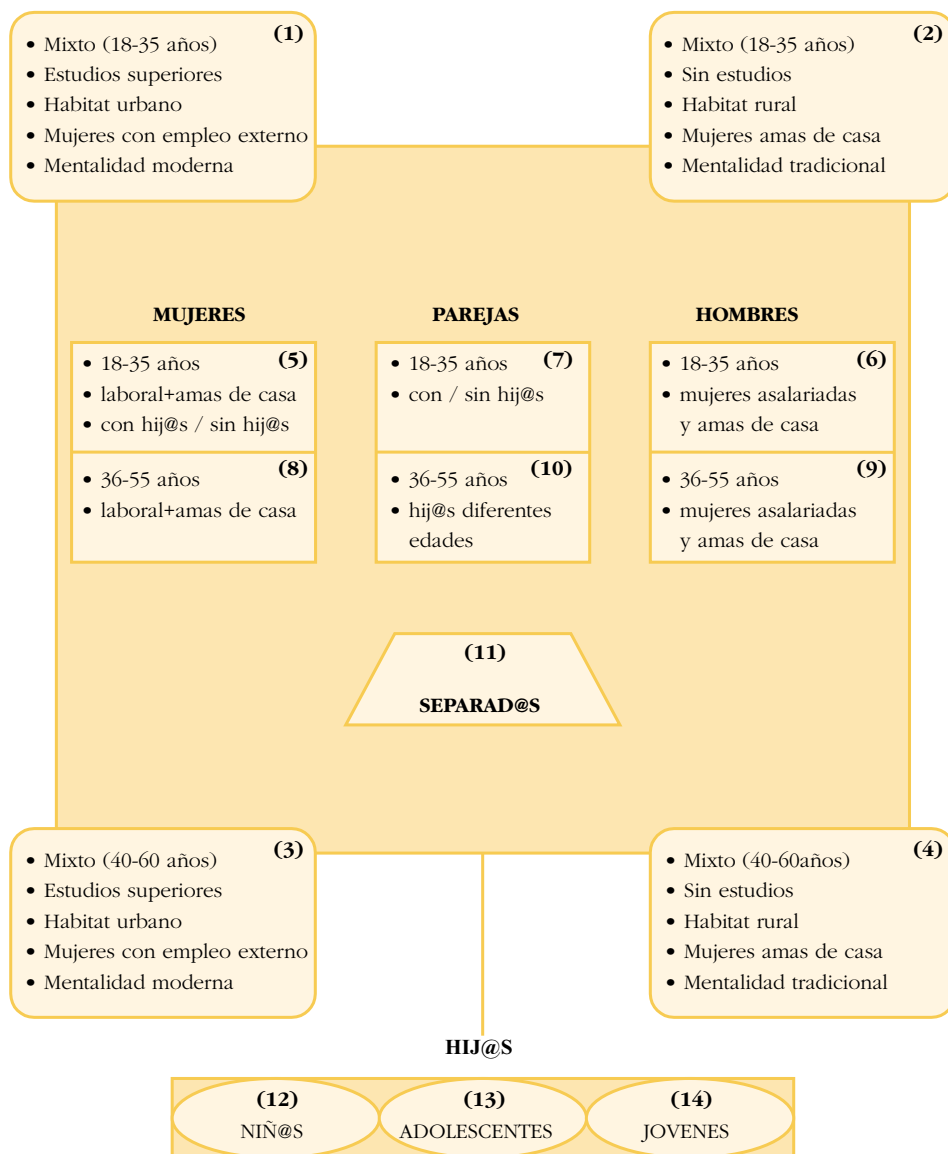 (1)
• Mixto (18-35 años)
• Estudios superiores
• Habitat urbano
• Mujeres con empleo externo
• Mentalidad moderna
(2)
• Mixto (18-35 años)
• Sin estudios
• Habitat rural
• Mujeres amas de casa
• Mentalidad tradicional
MUJERES
(5)
• 18-35 años
• laboral+amas de casa
• con hij@s / sin hij@s
(8)
• 36-55 años
• laboral+amas de casa
PAREJAS
(7)
• 18-35 años
• con / sin hij@s
(10)
• 36-55 años
• hij@s diferentes
edades
HOMBRES
(6)
• 18-35 años
• mujeres asalariadas
y amas de casa
(9)
• 36-55 años
• mujeres asalariadas
y amas de casa
(11)
SEPARAD@S
(3)
• Mixto (40-60 años)
• Estudios superiores
• Habitat urbano
• Mujeres con empleo externo
• Mentalidad moderna
(4)
• Mixto (40-60años)
• Sin estudios
• Habitat rural
• Mujeres amas de casa
• Mentalidad tradicional
HIJ@S
(12)
NIÑ@S
(13)
ADOLESCENTES
(14)
JOVENES